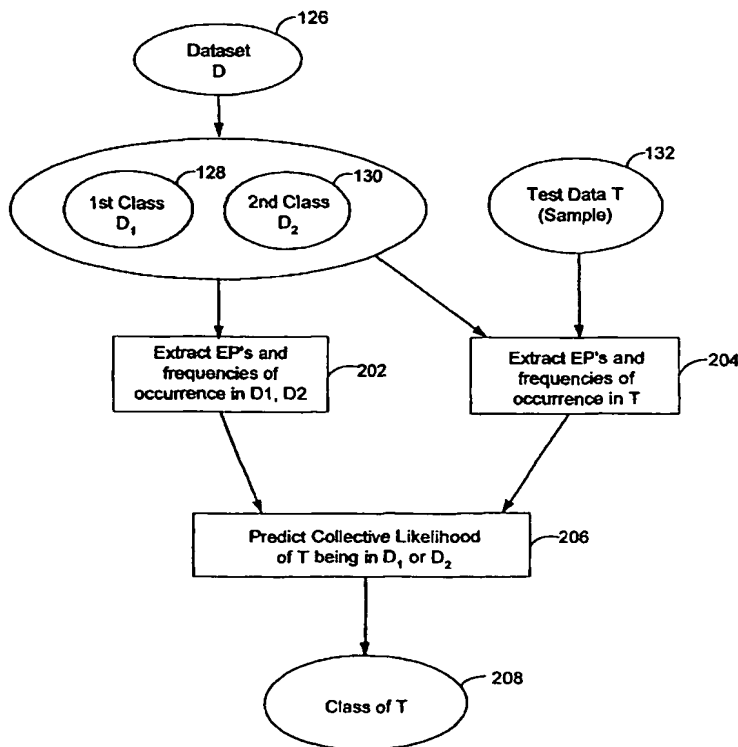 126
Dataset
D
128
1st Class
D₁
130
2nd Class
D₂
132
Test Data T
(Sample)
Extract EP's and
frequencies of
occurrence in D1, D2
202
Extract EP's and
frequencies of
occurrence in T
204
Predict Collective Likelihood
of T being in D₁ or D₂
206
Class of T
208